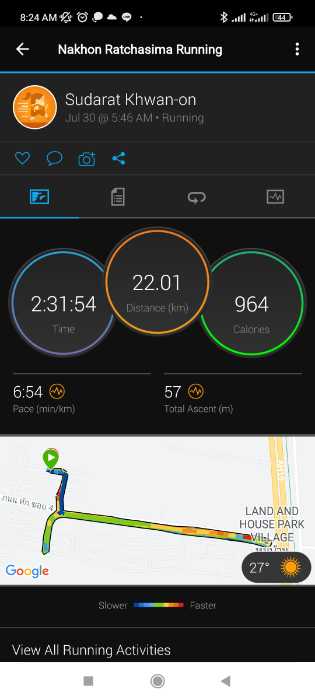 8:24 AM
44
Nakhon Ratchasima Running
Sudarat Khwan-on
Jul 30 @ 5:46 AM • Running
2:31:54
Time
22.01
Distance (km)
964
Calories
6:54
Pace (min/km)
57
Total Ascent (m)
LAND AND
HOUSE PARK
VILLAGE
Google
27°
Slower
Faster
View All Running Activities